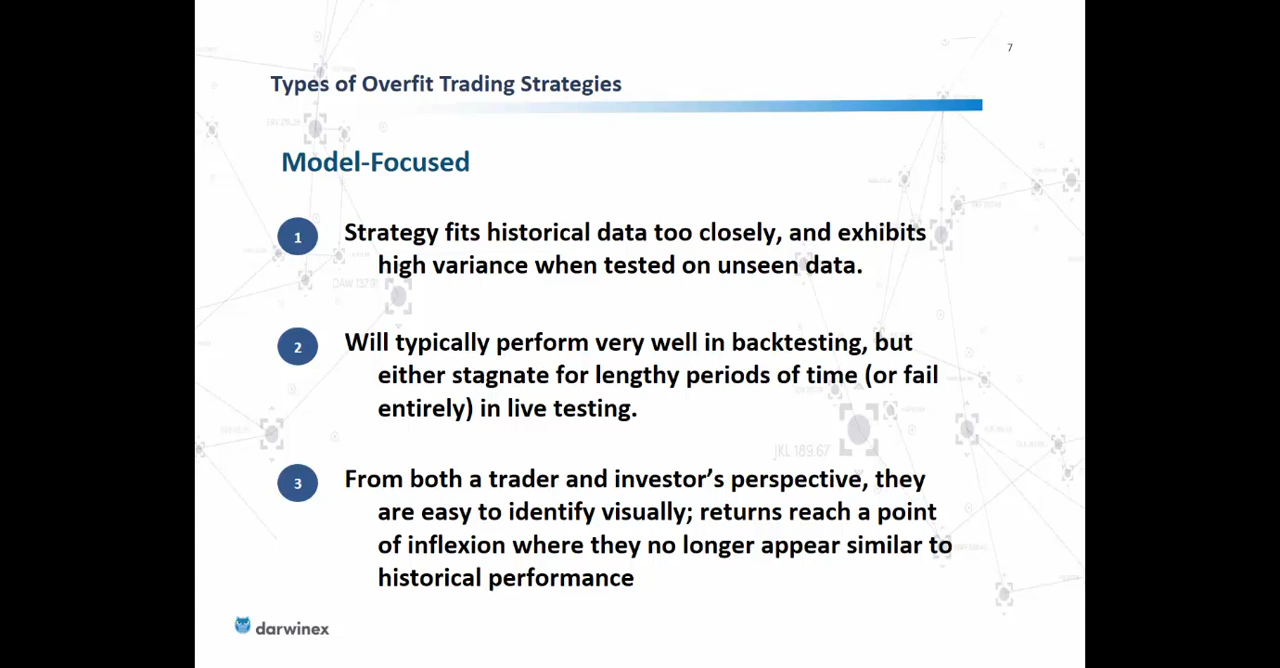 7
Types of Overfit Trading Strategies
Model-Focused
1
Strategy fits historical data too closely, and exhibits
high variance when tested on unseen data.
2
Will typically perform very well in backtesting, but
either stagnate for lengthy periods of time (or fail
entirely) in live testing.
3
From both a trader and investor's perspective, they
are easy to identify visually; returns reach a point
of inflexion where they no longer appear similar to
historical performance
JKL 189.67
darwinex